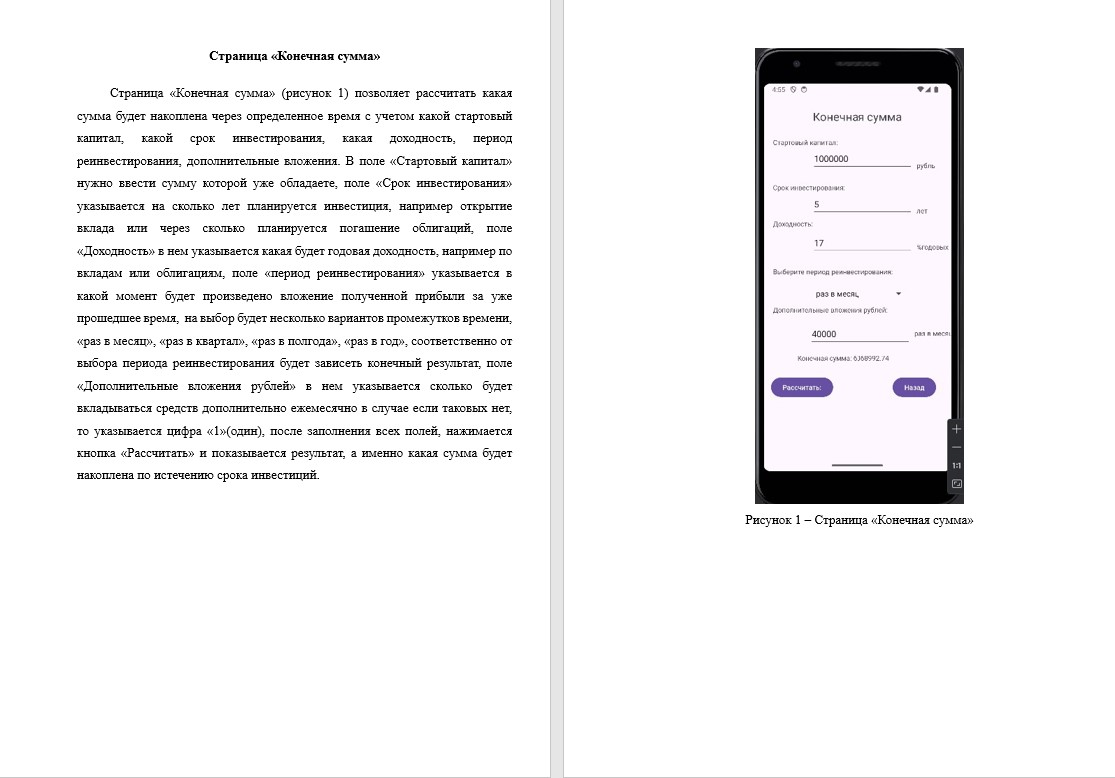 Страница «Конечная сумма»
Страница «Конечная сумма» (рисунок 1) позволяет рассчитать какая
сумма будет накоплена через определенное время с учетом какой стартовый
капитал, какой срок инвестирования, какая доходность, период
реинвестирования, дополнительные вложения. В поле «Стартовый капитал»
нужно ввести сумму которой уже обладаете, поле «Срок инвестирования»
указывается на сколько лет планируется инвестиция, например открытие
вклада или через сколько планируется погашение облигаций, поле
«Доходность» в нем указывается какая будет годовая доходность, например по
вкладам или облигациям, поле «период реинвестирования» указывается в
какой момент будет произведено вложение полученной прибыли за уже
прошедшее время, на выбор будет несколько вариантов промежутков времени,
«раз в месяц», «раз в квартал», «раз в полгода», «раз в год», соответственно от
выбора периода реинвестирования будет зависеть конечный результат, поле
«Дополнительные вложения рублей» в нем указывается сколько будет
вкладываться средств дополнительно ежемесячно в случае если таковых нет,
то указывается цифра «1»(один), после заполнения всех полей, нажимается
кнопка «Рассчитать» и показывается результат, а именно какая сумма будет
накоплена по истечению срока инвестиций.
4:55
Конечная сумма
Стартовый капитал:
1000000 рубль
Срок инвестирования:
5 лет
Доходность:
17 %годовых
Выберите период реинвестирования:
раз в месяц
Дополнительные вложения рублей:
40000 раз в месяц
Конечная сумма: 6368992.74
Рассчитать: Назад
1:1
Рисунок 1 – Страница «Конечная сумма»